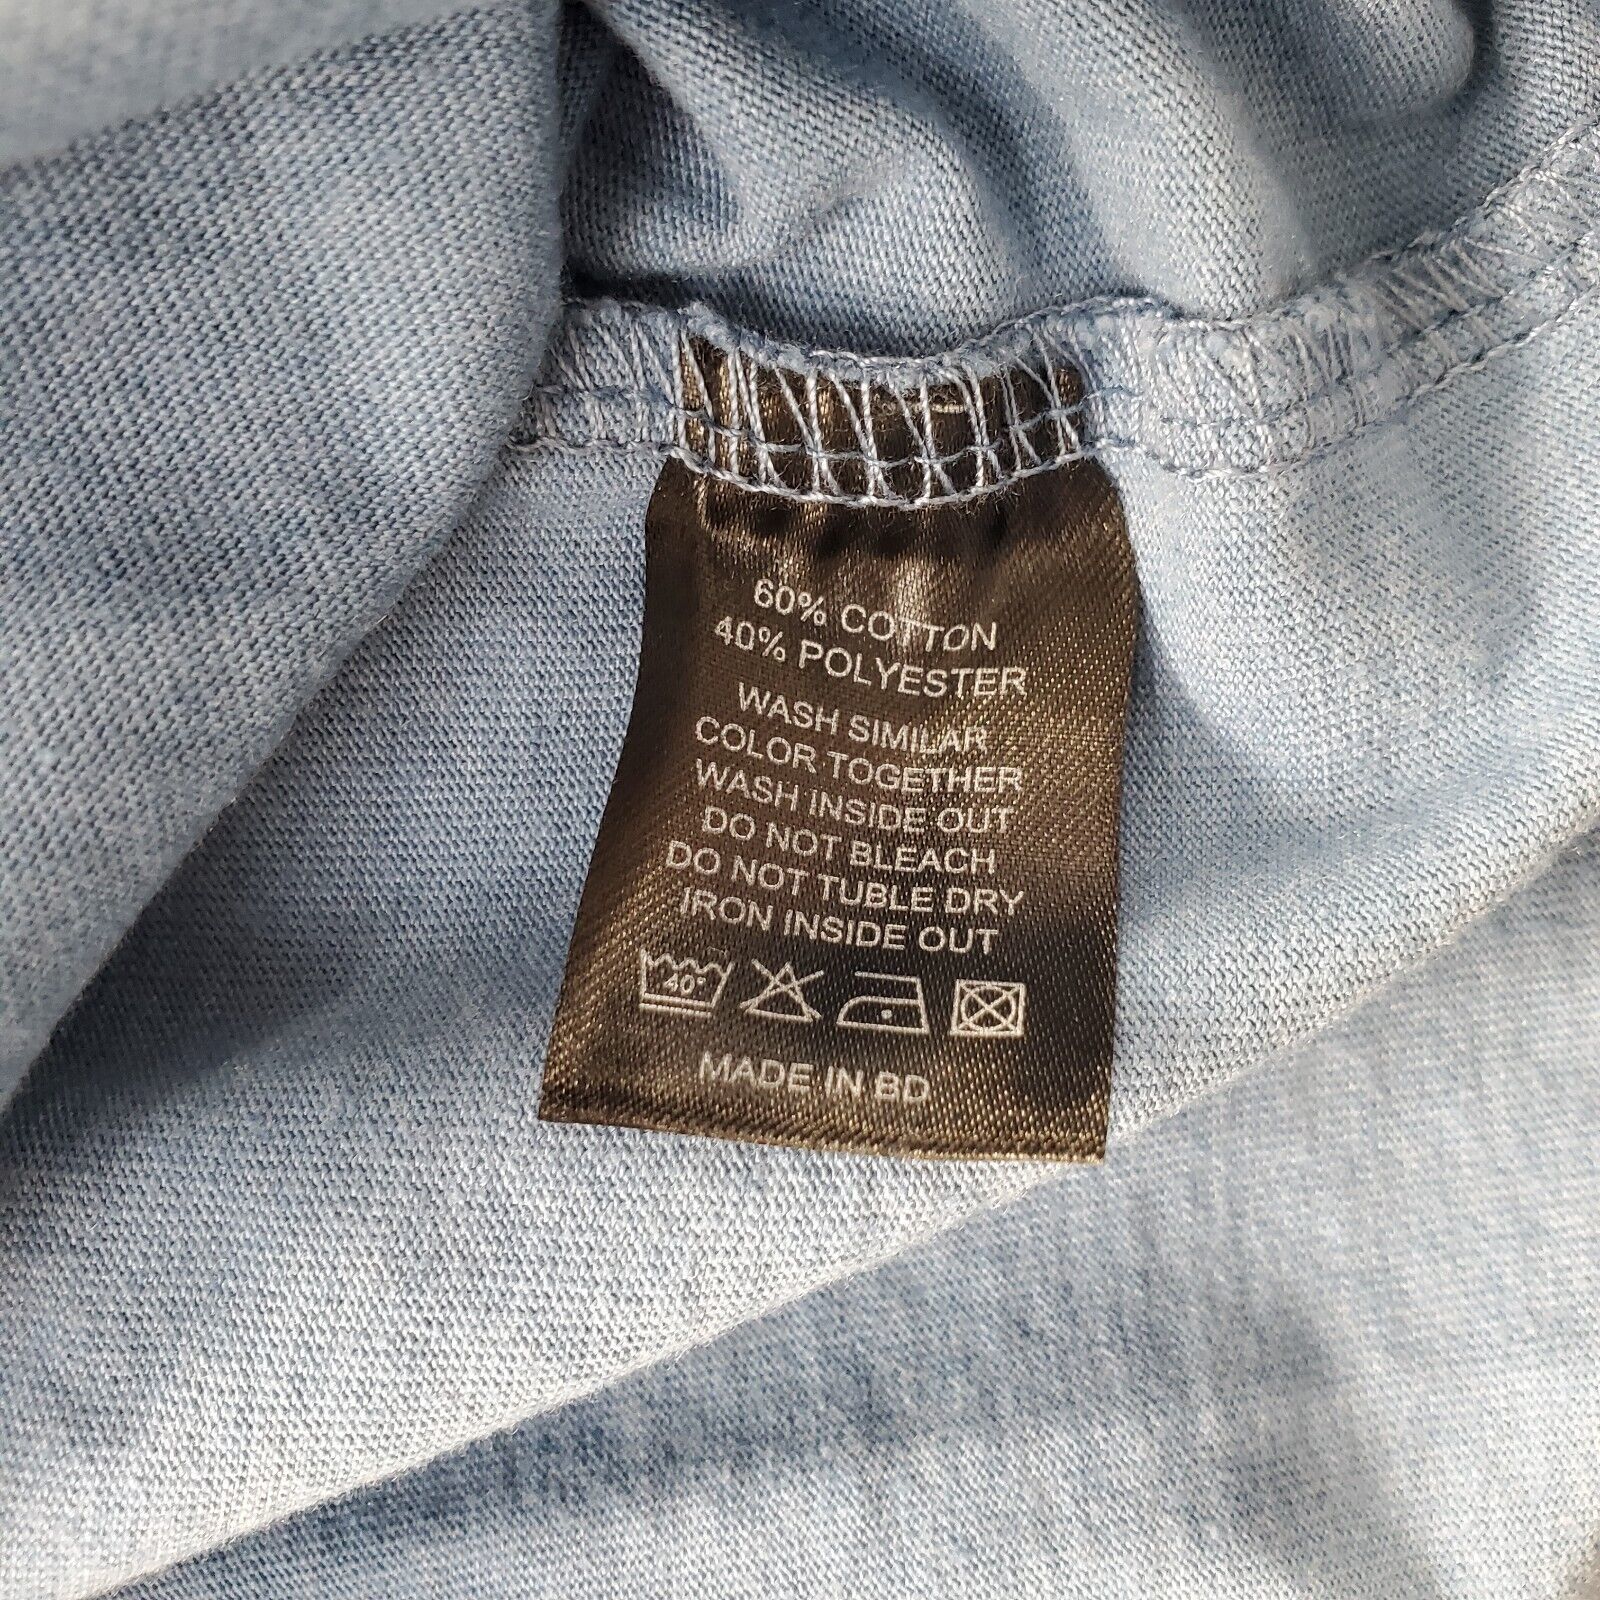 60% COTTON
40% POLYESTER
WASH SIMILAR
COLOR TOGETHER
WASH INSIDE OUT
DO NOT BLEACH
DO NOT TUBLE DRY
IRON INSIDE OUT
40°
MADE IN BD